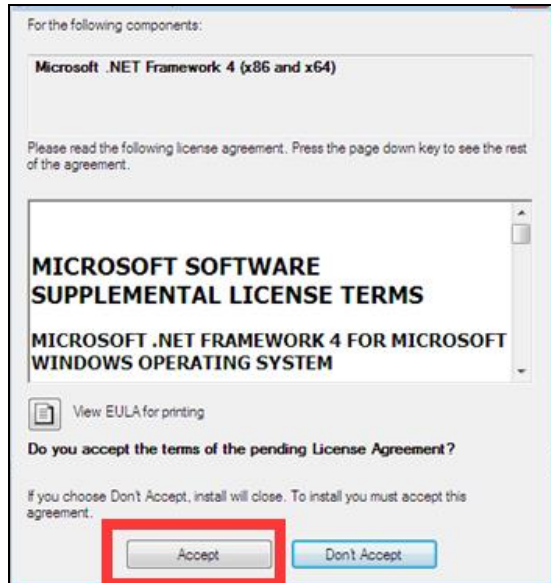 For the following components:
Microsoft .NET Framework 4 (x86 and x64)
Please read the following license agreement. Press the page down key to see the rest
of the agreement.
MICROSOFT SOFTWARE
SUPPLEMENTAL LICENSE TERMS
MICROSOFT .NET FRAMEWORK 4 FOR MICROSOFT
WINDOWS OPERATING SYSTEM
View EULA for printing
Do you accept the terms of the pending License Agreement?
If you choose Don't Accept, install will close. To install you must accept this
agreement.
Accept
Don't Accept